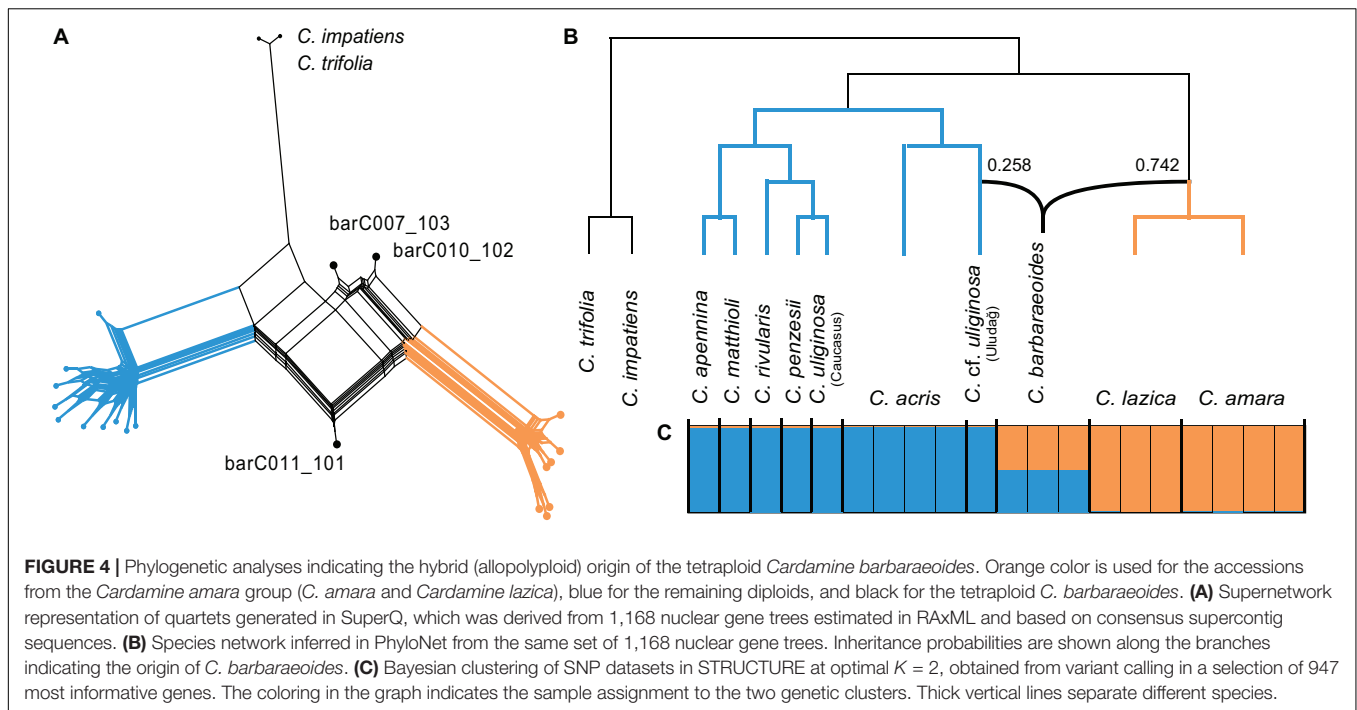 A
C. impatiens
C. trifolia
barC007_103
barC010_102
barC011_101
B
0.258
0.742
C. trifolia
C. impatiens
C. apennina
C. matthioli
C. rivularis
C. penzesii
C. uliginosa
(Caucasus)
C. acris
C. cf. uliginosa
(Uludağ)
C. barbaraeoides
C. lazica
C. amara
C
FIGURE 4 | Phylogenetic analyses indicating the hybrid (allopolyploid) origin of the tetraploid Cardamine barbaraeoides. Orange color is used for the accessions
from the Cardamine amara group (C. amara and Cardamine lazica), blue for the remaining diploids, and black for the tetraploid C. barbaraeoides. (A) Supernetwork
representation of quartets generated in SuperQ, which was derived from 1,168 nuclear gene trees estimated in RAxML and based on consensus supercontig
sequences. (B) Species network inferred in PhyloNet from the same set of 1,168 nuclear gene trees. Inheritance probabilities are shown along the branches
indicating the origin of C. barbaraeoides. (C) Bayesian clustering of SNP datasets in STRUCTURE at optimal K = 2, obtained from variant calling in a selection of 947
most informative genes. The coloring in the graph indicates the sample assignment to the two genetic clusters. Thick vertical lines separate different species.